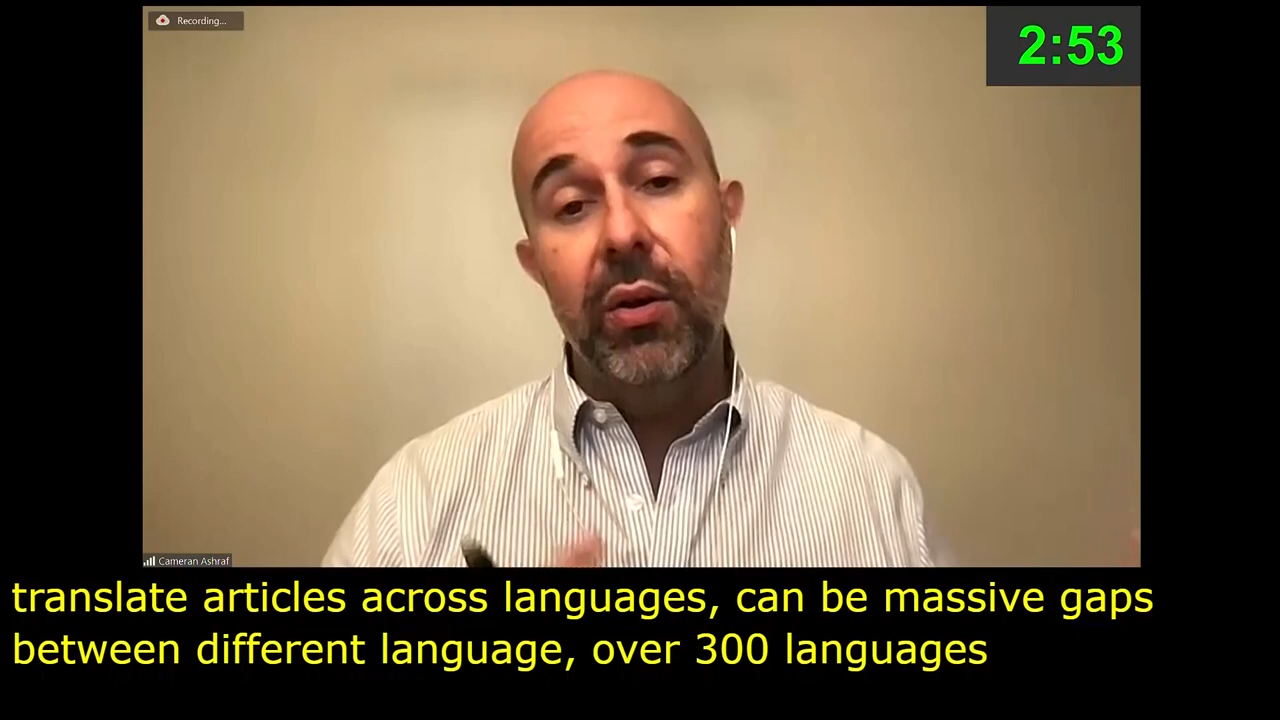 Recording...
2:53
Cameran Ashraf
translate articles across languages, can be massive gaps
between different language, over 300 languages